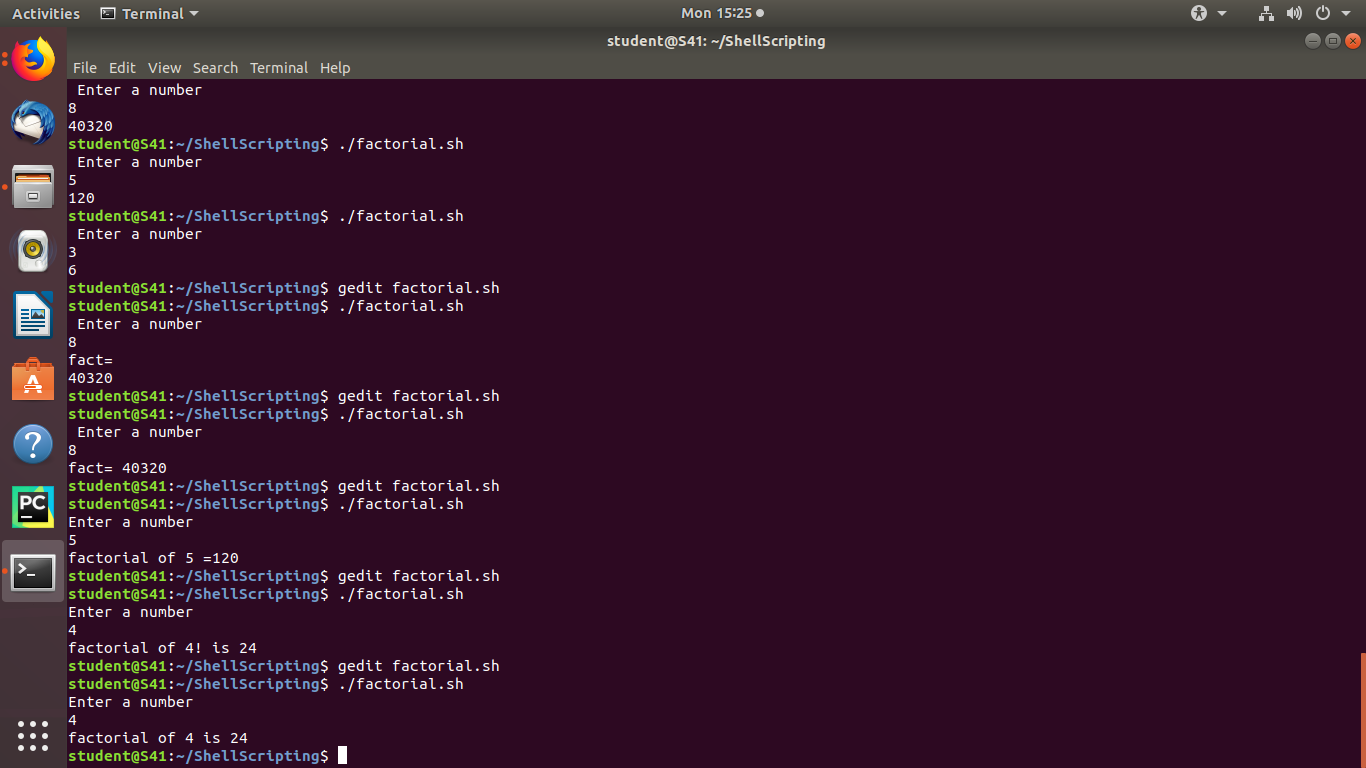 Activities Terminal Mon 15:25
student@S41: ~/ShellScripting
File Edit View Search Terminal Help
Enter a number
8
40320
student@S41:~/ShellScripting$ ./factorial.sh
Enter a number
5
120
student@S41:~/ShellScripting$ ./factorial.sh
Enter a number
3
6
student@S41:~/ShellScripting$ gedit factorial.sh
student@S41:~/ShellScripting$ ./factorial.sh
Enter a number
8
fact=
40320
student@S41:~/ShellScripting$ gedit factorial.sh
student@S41:~/ShellScripting$ ./factorial.sh
Enter a number
8
fact= 40320
student@S41:~/ShellScripting$ gedit factorial.sh
student@S41:~/ShellScripting$ ./factorial.sh
Enter a number
5
factorial of 5 =120
student@S41:~/ShellScripting$ gedit factorial.sh
student@S41:~/ShellScripting$ ./factorial.sh
Enter a number
4
factorial of 4! is 24
student@S41:~/ShellScripting$ gedit factorial.sh
student@S41:~/ShellScripting$ ./factorial.sh
Enter a number
4
factorial of 4 is 24
student@S41:~/ShellScripting$
PC